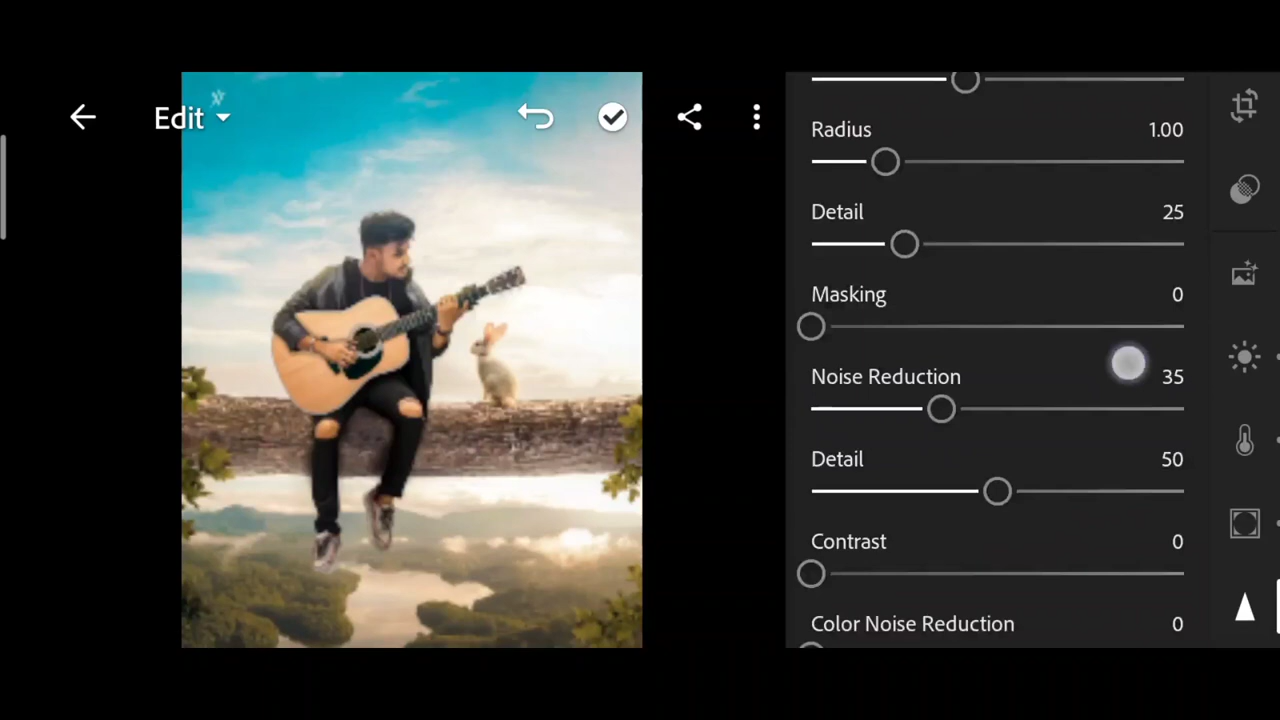 Edit
Radius 1.00
Detail 25
Masking 0
Noise Reduction 35
Detail 50
Contrast 0
Color Noise Reduction 0